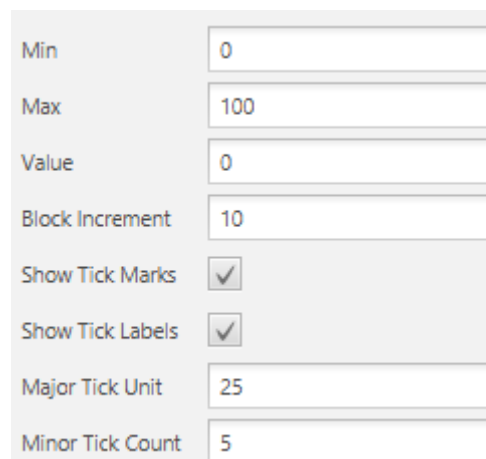 Min 0
Max 100
Value 0
Block Increment 10
Show Tick Marks
Show Tick Labels
Major Tick Unit 25
Minor Tick Count 5